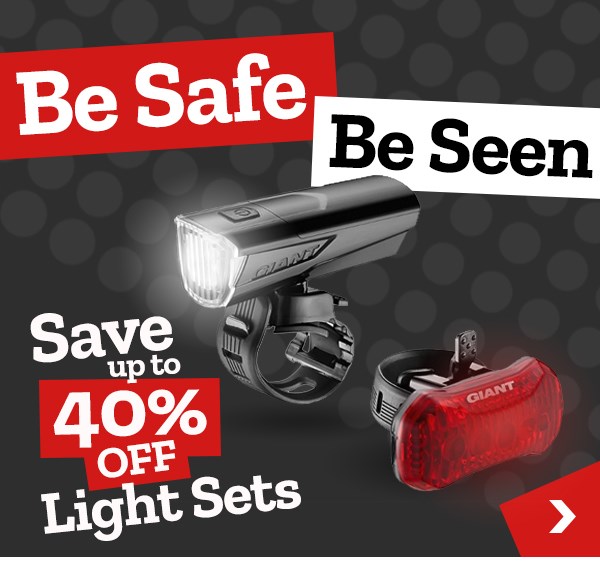 Be Safe
Be Seen
GIANT
Save
up to
40%
OFF
Light Sets
GIANT